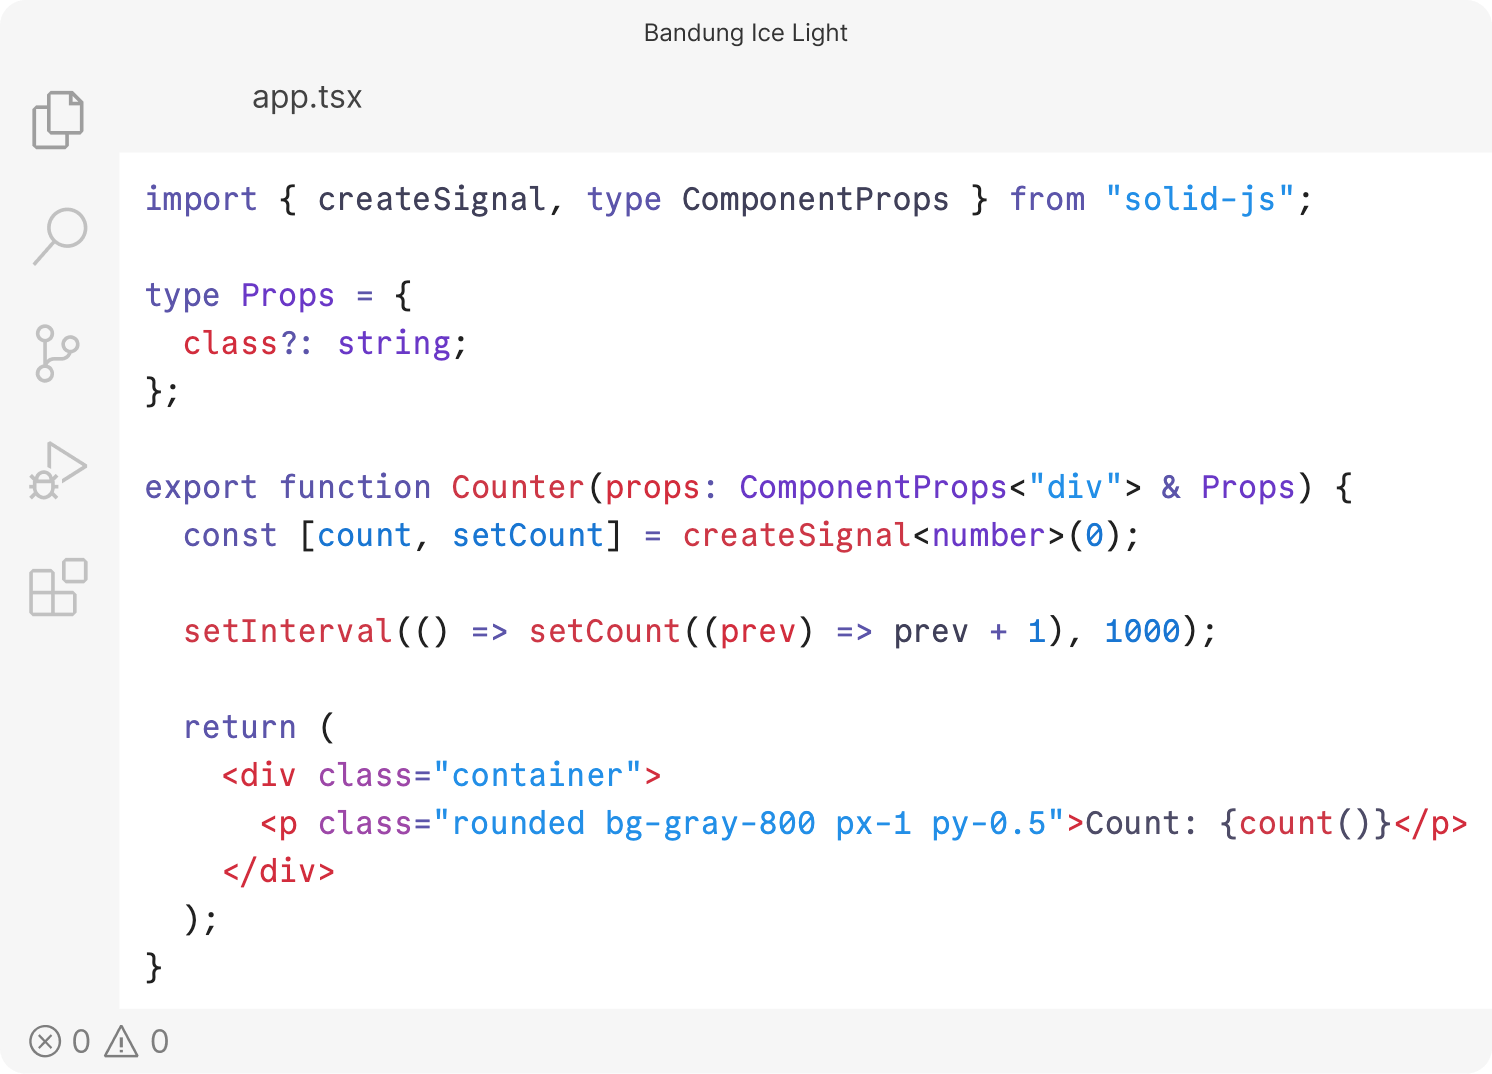 Bandung Ice Light
app.tsx
import { createSignal, type ComponentProps } from "solid-js";
type Props = {
  class?: string;
};
export function Counter(props: ComponentProps<"div"> & Props) {
  const [count, setCount] = createSignal<number>(0);
  setInterval(() => setCount((prev) => prev + 1), 1000);
  return (
    <div class="container">
      <p class="rounded bg-gray-800 px-1 py-0.5">Count: {count()}</p>
    </div>
  );
}
0 0